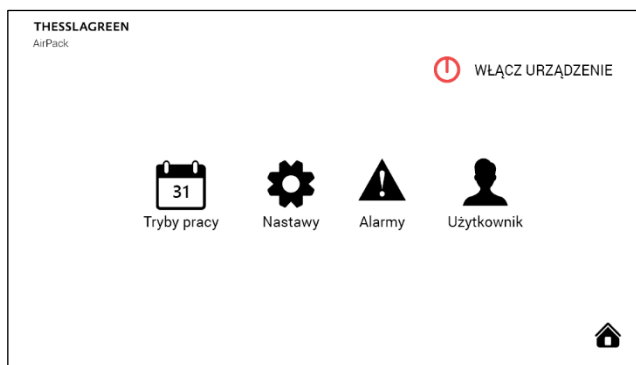 THESSLAGREEN
AirPack
WŁĄCZ URZĄDZENIE
31
Tryby pracy
Nastawy
Alarmy
Użytkownik